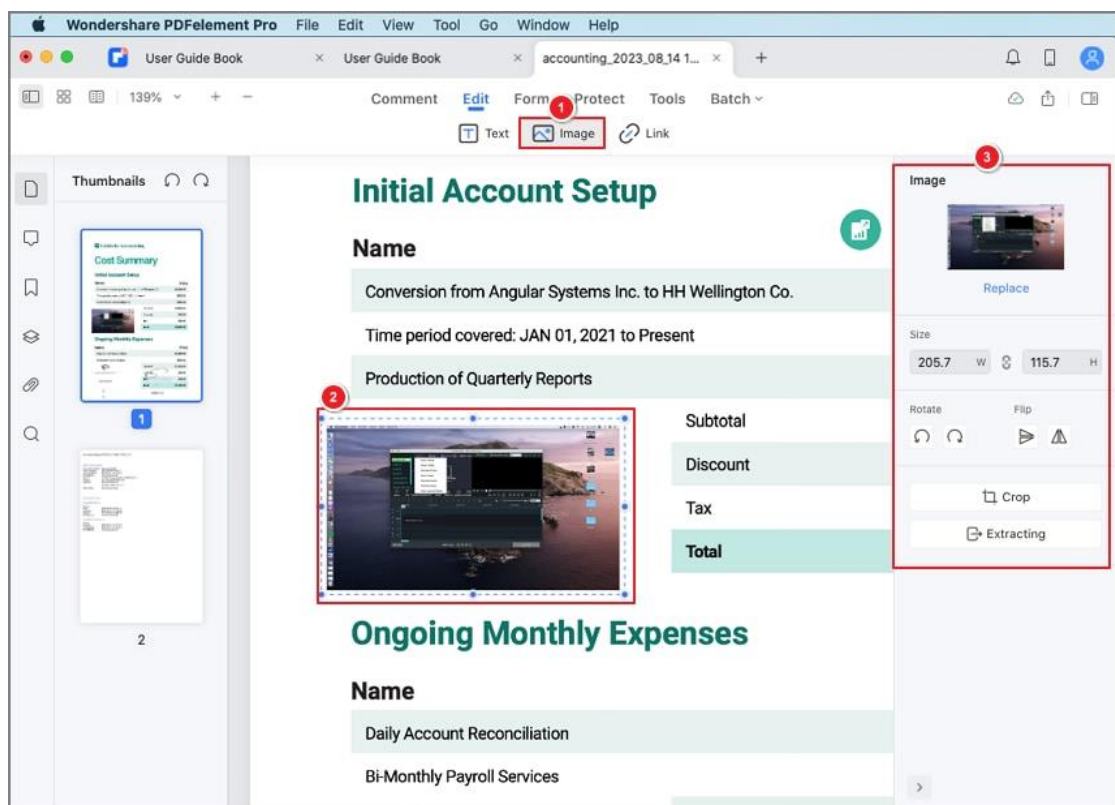 Wondershare PDFelement Pro File Edit View Tool Go Window Help
User Guide Book × User Guide Book × accounting_2023_08_14 1... × +
139% + −
Comment Edit Form Protect Tools Batch
1
Text Image Link
Thumbnails
Cost Summary
Initial Account Setup
Ongoing Monthly Expenses
1
2
Initial Account Setup
Name
Conversion from Angular Systems Inc. to HH Wellington Co.
Time period covered: JAN 01, 2021 to Present
Production of Quarterly Reports
2
Subtotal
Discount
Tax
Total
Ongoing Monthly Expenses
Name
Daily Account Reconciliation
Bi-Monthly Payroll Services
3
Image
Replace
Size
205.7 W 115.7 H
Rotate Flip
Crop
Extracting